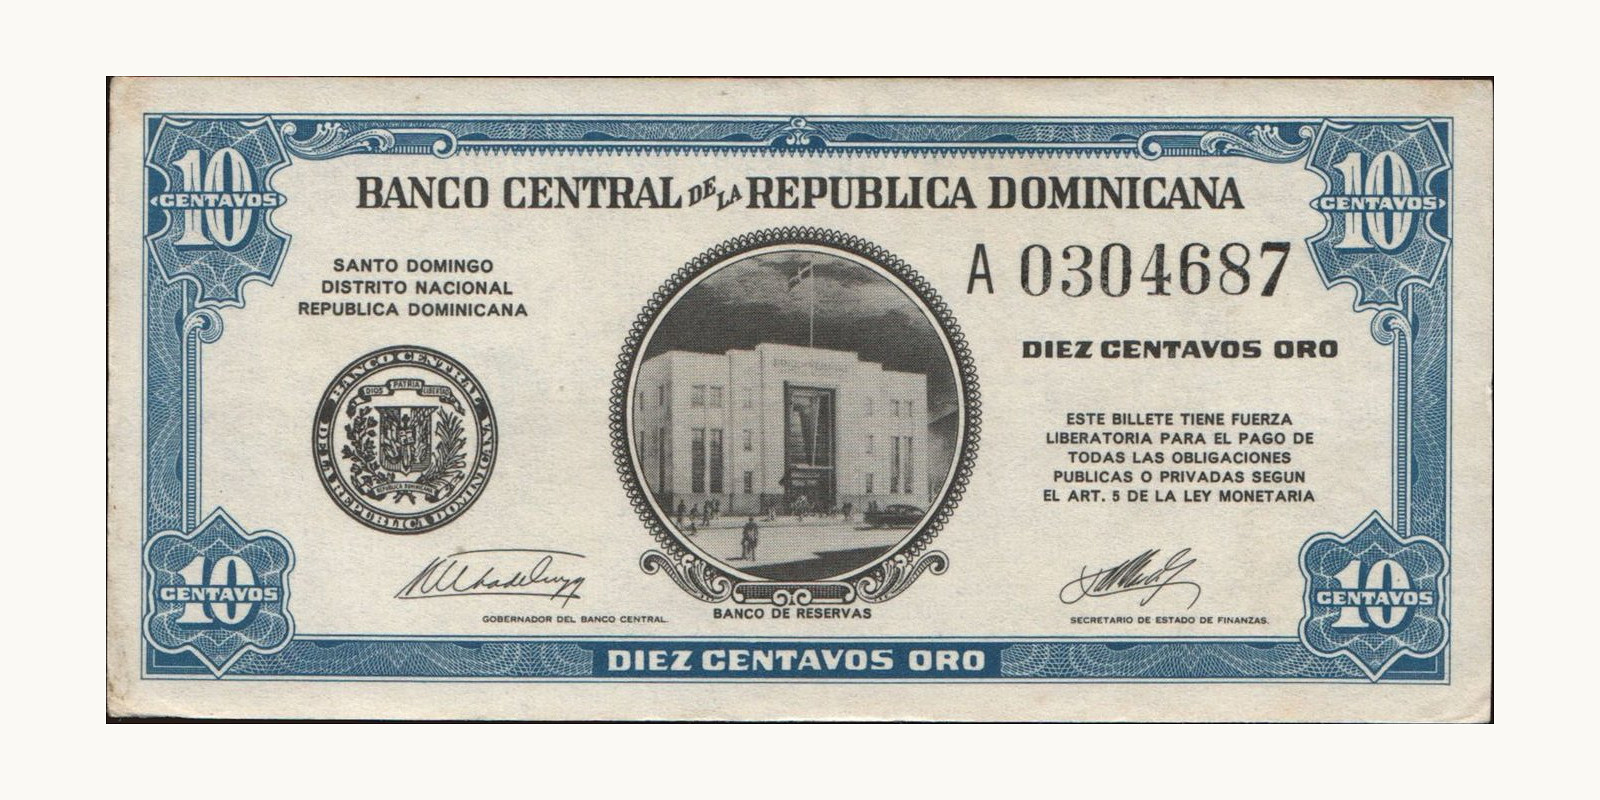 10 CENTAVOS
10 CENTAVOS
BANCO CENTRAL DE LA REPUBLICA DOMINICANA
SANTO DOMINGO
DISTRITO NACIONAL
REPUBLICA DOMINICANA
A 0304687
DIEZ CENTAVOS ORO
BANCO CENTRAL DE LA REPUBLICA DOMINICANA
DIOS PATRIA LIBERTAD
REPUBLICA DOMINICANA
ESTE BILLETE TIENE FUERZA
LIBERATORIA PARA EL PAGO DE
TODAS LAS OBLIGACIONES
PUBLICAS O PRIVADAS SEGUN
EL ART. 5 DE LA LEY MONETARIA
GOBERNADOR DEL BANCO CENTRAL.
BANCO DE RESERVAS
SECRETARIO DE ESTADO DE FINANZAS.
10 CENTAVOS
10 CENTAVOS
DIEZ CENTAVOS ORO